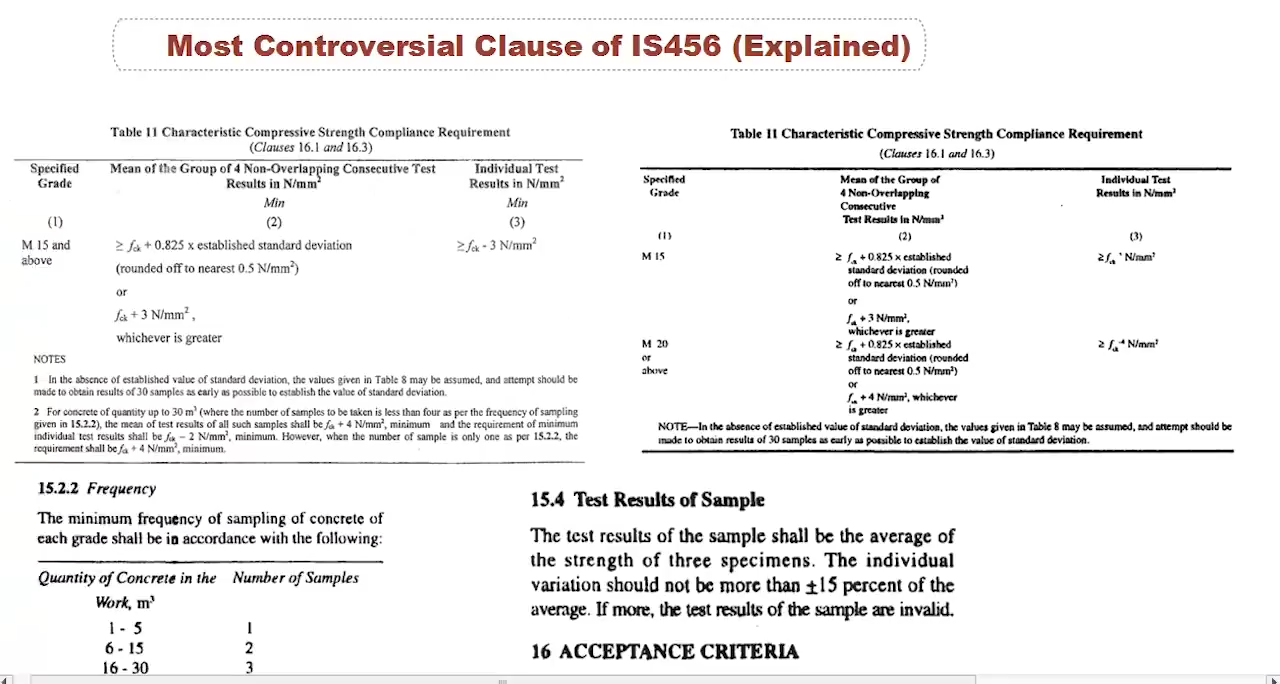 Most Controversial Clause of IS456 (Explained)
Table 11 Characteristic Compressive Strength Compliance Requirement
(Clauses 16.1 and 16.3)
Specified Grade
Mean of the Group of 4 Non-Overlapping Consecutive Test
Results in N/mm²
Individual Test
Results in N/mm²
Min
Min
(1)
(2)
(3)
M 15 and
above
≥ fck + 0.825 x established standard deviation
(rounded off to nearest 0.5 N/mm²)
or
fck + 3 N/mm²,
whichever is greater
≥ fck - 3 N/mm²
NOTES
1 In the absence of established value of standard deviation, the values given in Table 8 may be assumed, and attempt should be
made to obtain results of 30 samples as early as possible to establish the value of standard deviation.
2 For concrete of quantity up to 30 m³ (where the number of samples to be taken is less than four as per the frequency of sampling
given in 15.2.2), the mean of test results of all such samples shall be fck + 4 N/mm², minimum and the requirement of minimum
individual test results shall be fck – 2 N/mm², minimum. However, when the number of sample is only one as per 15.2.2, the
requirement shall be fck + 4 N/mm², minimum.
Table 11 Characteristic Compressive Strength Compliance Requirement
(Clauses 16.1 and 16.3)
Specified
Grade
Mean of the Group of
4 Non-Overlapping
Consecutive
Test Results in N/mm²
Individual Test
Results in N/mm²
(1)
(2)
(3)
M 15
≥ fck + 0.825 x established
standard deviation (rounded
off to nearest 0.5 N/mm²)
or
fck + 3 N/mm²,
whichever is greater
≥ fck N/mm²
M 20
or
above
≥ fck + 0.825 x established
standard deviation (rounded
off to nearest 0.5 N/mm²)
or
fck + 4 N/mm², whichever
is greater
≥ fck -4 N/mm²
NOTE—In the absence of established value of standard deviation, the values given in Table 8 may be assumed, and attempt should be
made to obtain results of 30 samples as early as possible to establish the value of standard deviation.
15.2.2 Frequency
The minimum frequency of sampling of concrete of
each grade shall be in accordance with the following:
Quantity of Concrete in the Number of Samples
Work, m³
1 - 5 1
6 - 15 2
16 - 30 3
15.4 Test Results of Sample
The test results of the sample shall be the average of
the strength of three specimens. The individual
variation should not be more than ±15 percent of the
average. If more, the test results of the sample are invalid.
16 ACCEPTANCE CRITERIA